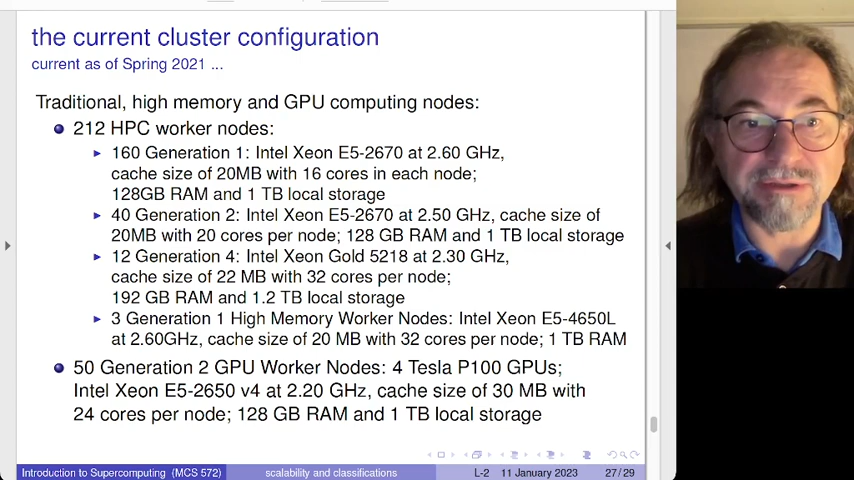 the current cluster configuration
current as of Spring 2021 ...
Traditional, high memory and GPU computing nodes:
212 HPC worker nodes:
160 Generation 1: Intel Xeon E5-2670 at 2.60 GHz,
cache size of 20MB with 16 cores in each node;
128GB RAM and 1 TB local storage
40 Generation 2: Intel Xeon E5-2670 at 2.50 GHz, cache size of
20MB with 20 cores per node; 128 GB RAM and 1 TB local storage
12 Generation 4: Intel Xeon Gold 5218 at 2.30 GHz,
cache size of 22 MB with 32 cores per node;
192 GB RAM and 1.2 TB local storage
3 Generation 1 High Memory Worker Nodes: Intel Xeon E5-4650L
at 2.60GHz, cache size of 20 MB with 32 cores per node; 1 TB RAM
50 Generation 2 GPU Worker Nodes: 4 Tesla P100 GPUs;
Intel Xeon E5-2650 v4 at 2.20 GHz, cache size of 30 MB with
24 cores per node; 128 GB RAM and 1 TB local storage
Introduction to Supercomputing (MCS 572) scalability and classifications L-2 11 January 2023 27/29